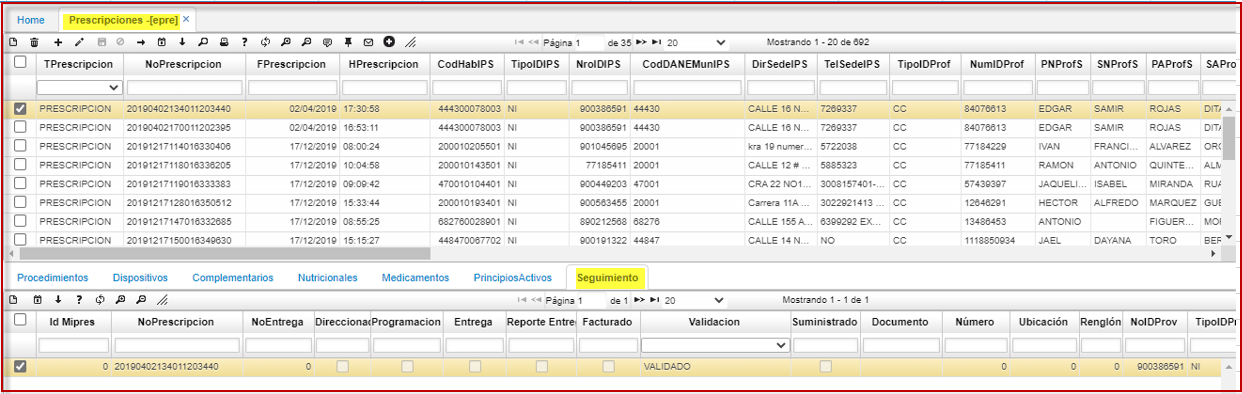 Home Prescripciones -[epre] ×
Página 1 de 35 20 Mostrando 1 - 20 de 692
TPrescripcion NoPrescripcion FPrescripcion HPrescripcion CodHabIPS TipoIDIPS NroIDIPS CodDANEMunIPS DirSedeIPS TelSedeIPS TipoIDProf NumIDProf PNProfS SNProfS PAProfS SAPro
PRESCRIPCION 20190402134011203440 02/04/2019 17:30:58 444300078003 NI 900386591 44430 CALLE 16 N... 7269337 CC 84076613 EDGAR SAMIR ROJAS DITA
PRESCRIPCION 20190402170011202395 02/04/2019 16:53:11 444300078003 NI 900386591 44430 CALLE 16 N... 7269337 CC 84076613 EDGAR SAMIR ROJAS DITA
PRESCRIPCION 20191217114016330406 17/12/2019 08:00:24 200010205501 NI 901045695 20001 kra 19 numer... 5722038 CC 77184229 IVAN FRANCI... ALVAREZ ORO
PRESCRIPCION 20191217118016336205 17/12/2019 10:04:58 200010143501 NI 77185411 20001 CALLE 12 # ... 5885323 CC 77185411 RAMON ANTONIO QUINTE... ALM
PRESCRIPCION 20191217119016333383 17/12/2019 09:09:42 470010104401 NI 900449203 47001 CRA 22 NO1... 3008157401-... CC 57439397 JAQUELI... ISABEL MIRANDA RUA
PRESCRIPCION 20191217128016350512 17/12/2019 15:33:44 200010193401 NI 900563455 20001 Carrera 11A ... 3022921413 ... CC 12646291 HECTOR ALFREDO MARQUEZ GUE
PRESCRIPCION 20191217147016332685 17/12/2019 08:55:25 682760028901 NI 890212568 68276 CALLE 155 A... 6399292 EX... CC 13486453 ANTONIO FIGUER... MOR
PRESCRIPCION 20191217150016349630 17/12/2019 15:15:27 448470067702 NI 900191322 44847 CALLE 14 N... NO CC 1118850934 JAEL DAYANA TORO BER
Procedimientos Dispositivos Complementarios Nutricionales Medicamentos PrincipiosActivos Seguimiento
Página 1 de 1 20 Mostrando 1 - 1 de 1
Id Mipres NoPrescripcion NoEntrega Direccionad Programacion Entrega Reporte Entre Facturado Validacion Suministrado Documento Número Ubicación Renglón NoIDProv TipoIDPr
0 20190402134011203440 0 VALIDADO 0 0 0 900386591 NI